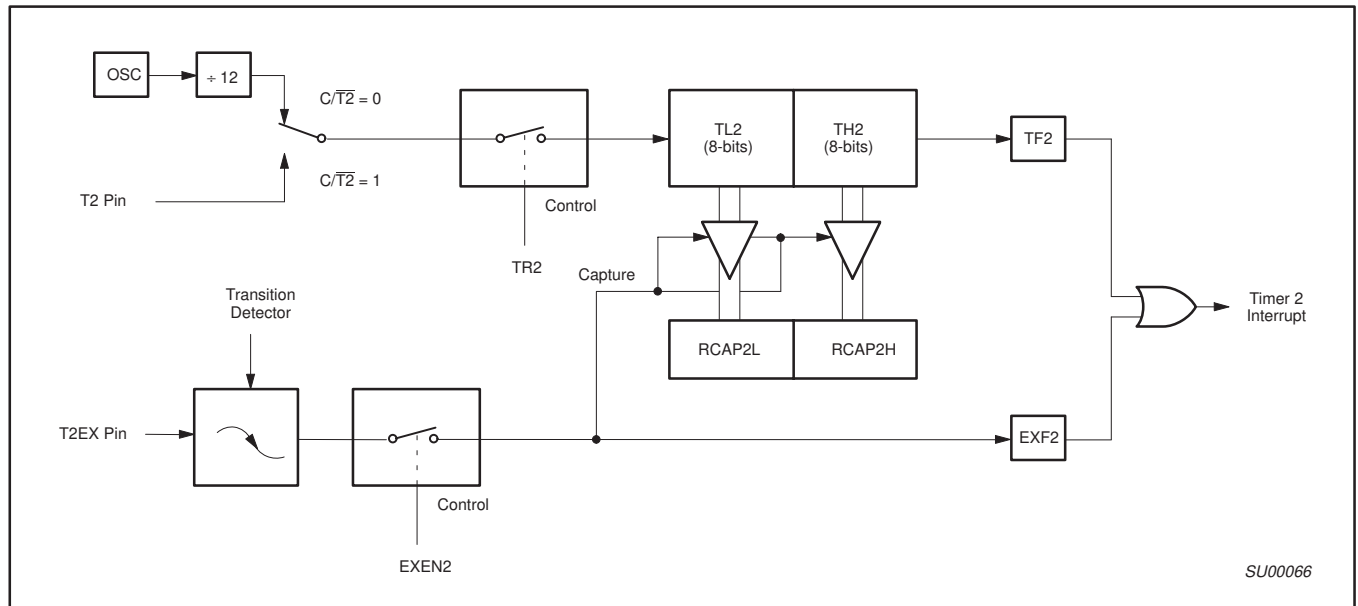 OSC
÷ 12
C/T2̅ = 0
C/T2̅ = 1
T2 Pin
Control
TR2
TL2
(8-bits)
TH2
(8-bits)
TF2
Capture
RCAP2L
RCAP2H
Timer 2
Interrupt
Transition
Detector
T2EX Pin
Control
EXEN2
EXF2
SU00066